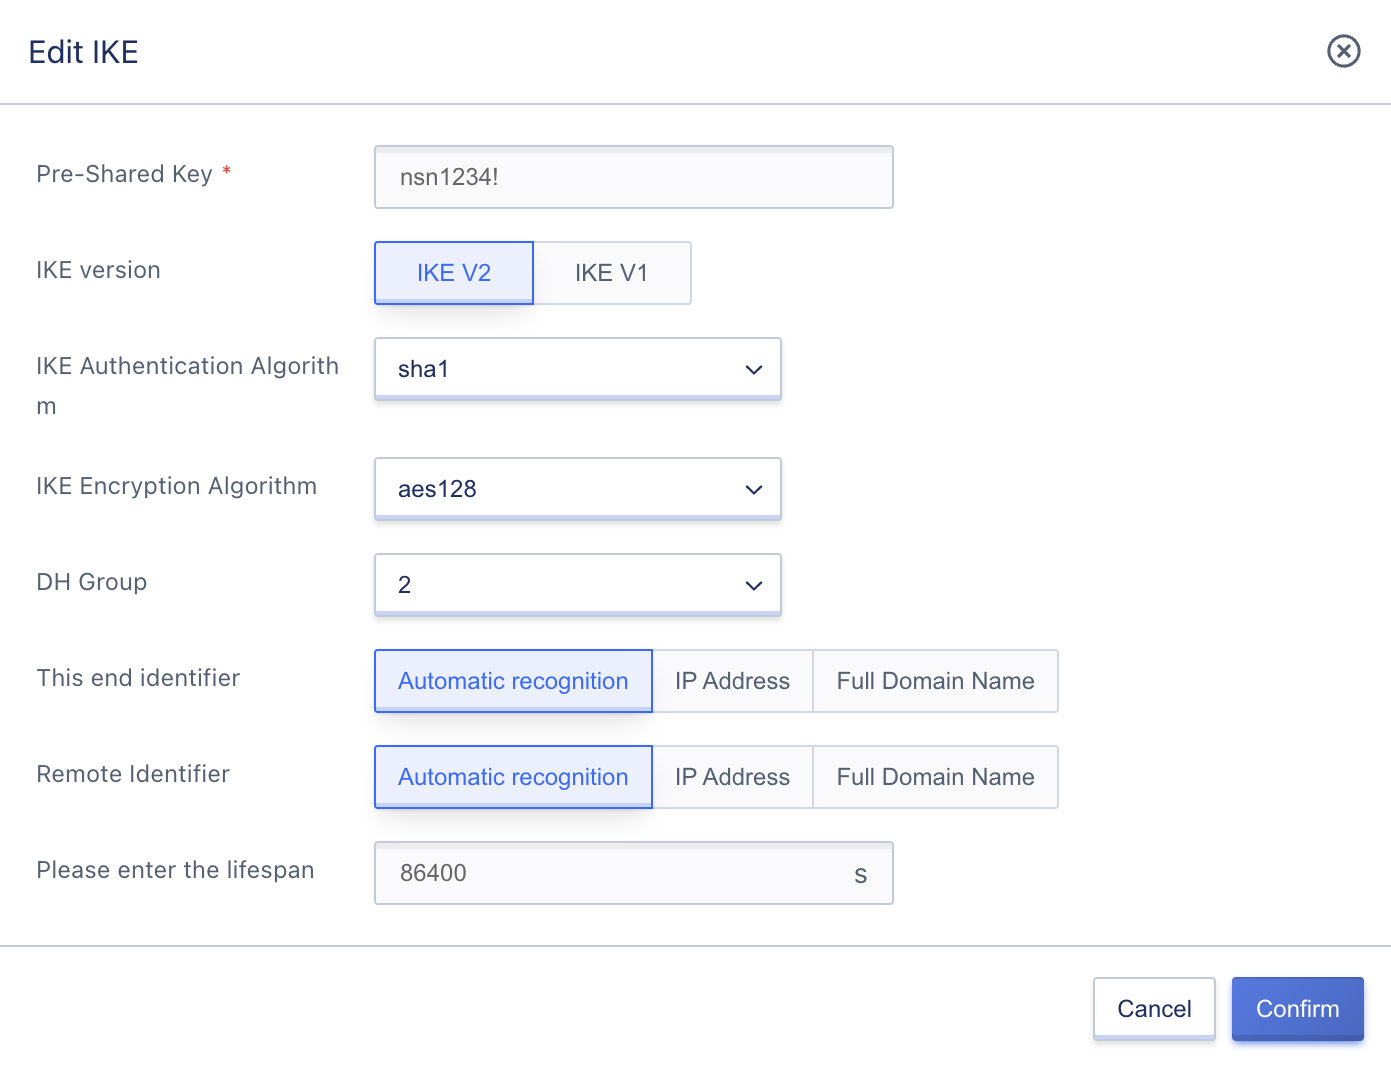 Edit IKE
Pre-Shared Key *
nsn1234!
IKE version
IKE V2
IKE V1
IKE Authentication Algorith
m
sha1
IKE Encryption Algorithm
aes128
DH Group
2
This end identifier
Automatic recognition
IP Address
Full Domain Name
Remote Identifier
Automatic recognition
IP Address
Full Domain Name
Please enter the lifespan
86400
s
Cancel
Confirm